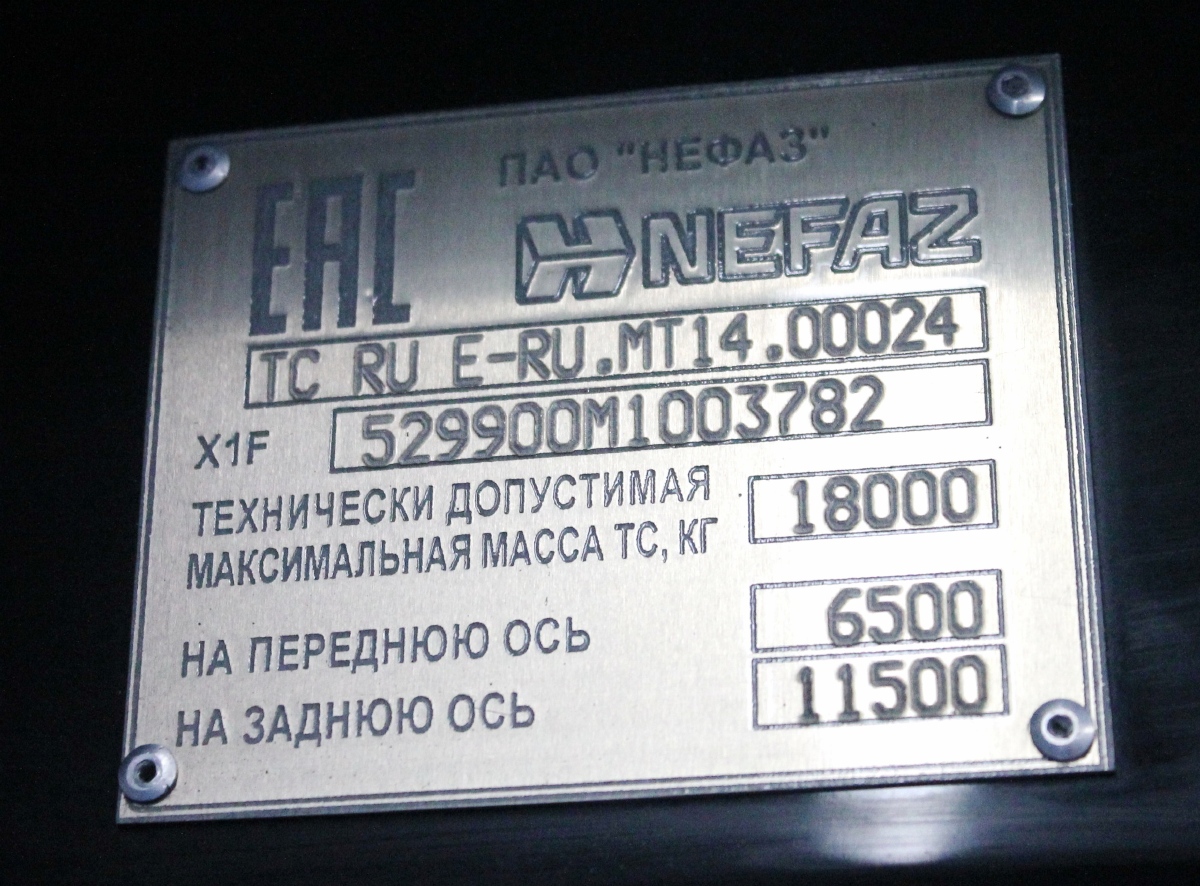 ПАО "НЕФАЗ"
ЕАС NEFAZ
TC RU E-RU.MT14.00024
X1F 529900M1003782
ТЕХНИЧЕСКИ ДОПУСТИМАЯ
МАКСИМАЛЬНАЯ МАССА ТС, КГ 18000
НА ПЕРЕДНЮЮ ОСЬ 6500
НА ЗАДНЮЮ ОСЬ 11500